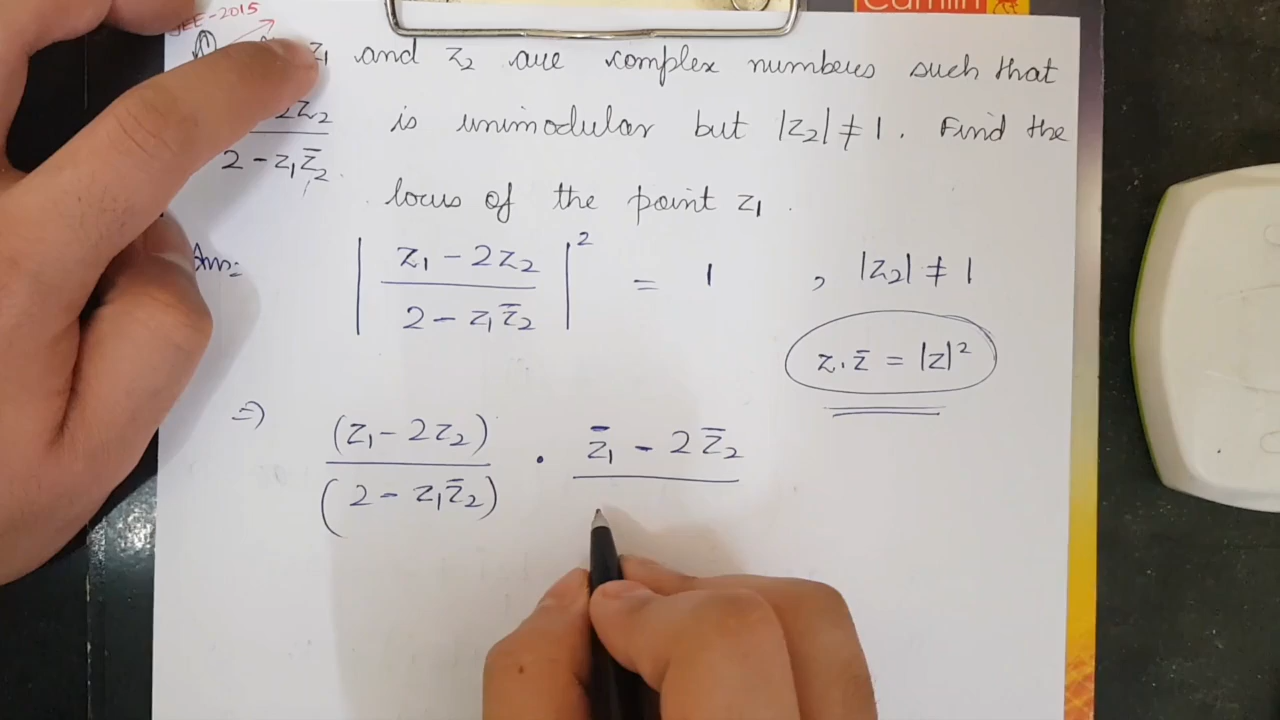 JEE-2015
z₁ and z₂ are complex numbers such that
2z₂ / 2 - z₁z̄₂ is unimodular but |z₂| ≠ 1. Find the
locus of the point z₁.
Ans: | z₁ - 2z₂ / 2 - z₁z̄₂ |² = 1 , |z₂| ≠ 1
z.z̄ = |z|²
⇒ (z₁ - 2z₂) / (2 - z₁z̄₂) · z̄₁ - 2z̄₂